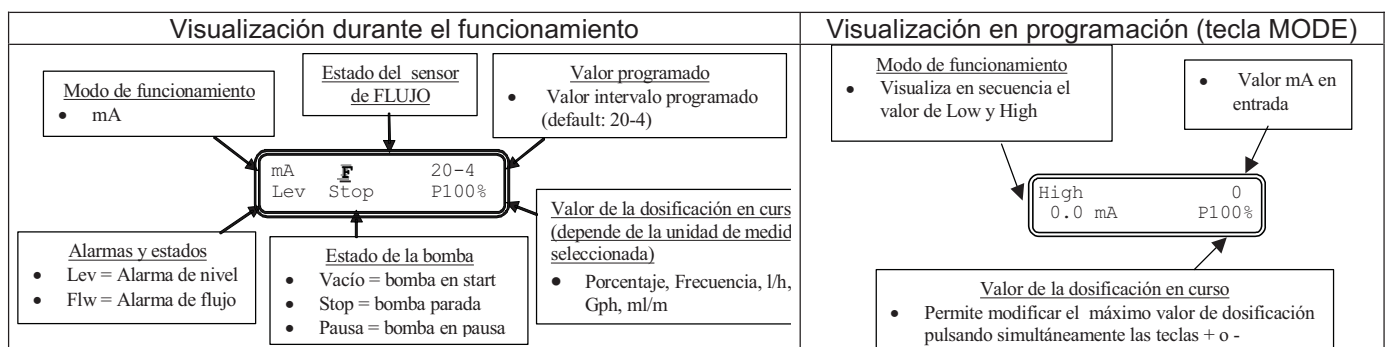 Visualización durante el funcionamiento
Modo de funcionamiento
• mA
Estado del sensor
de FLUJO
Valor programado
• Valor intervalo programado
(default: 20-4)
mA F 20-4
Lev Stop P100%
Alarmas y estados
• Lev = Alarma de nivel
• Flw = Alarma de flujo
Estado de la bomba
• Vacío = bomba en start
• Stop = bomba parada
• Pausa = bomba en pausa
Valor de la dosificación en curs
(depende de la unidad de medid
seleccionada)
• Porcentaje, Frecuencia, l/h,
Gph, ml/m
Visualización en programación (tecla MODE)
Modo de funcionamiento
• Visualiza en secuencia el
valor de Low y High
• Valor mA en
entrada
High 0
0.0 mA P100%
Valor de la dosificación en curso
• Permite modificar el máximo valor de dosificación
pulsando simultáneamente las teclas + o -